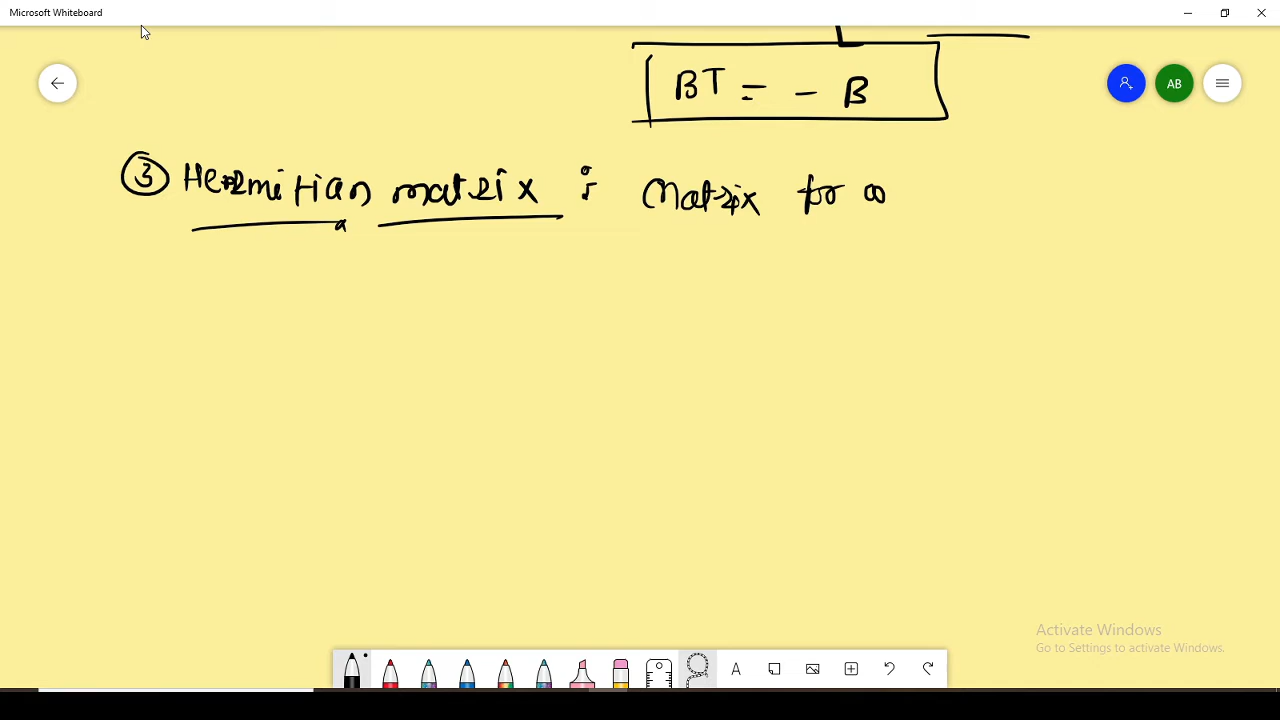 Microsoft Whiteboard
BT = - B
AB
③ Hermitian matrix : Matrix for
Activate Windows
Go to Settings to activate Windows.
A